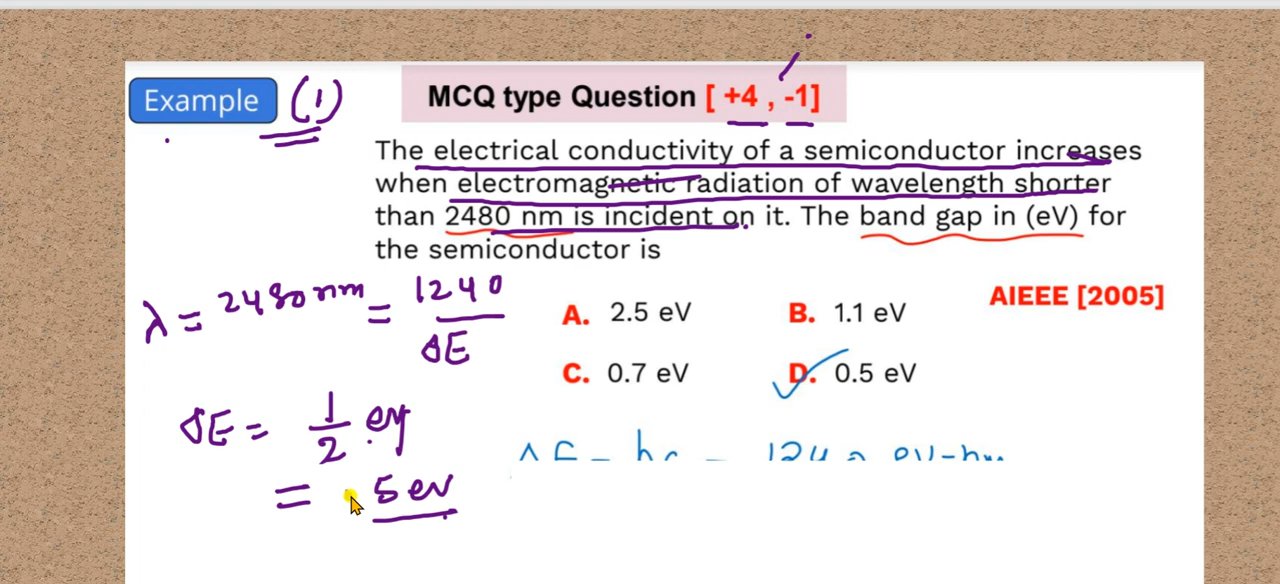 Example (1)
MCQ type Question [ +4 , -1]
The electrical conductivity of a semiconductor increases
when electromagnetic radiation of wavelength shorter
than 2480 nm is incident on it. The band gap in (eV) for
the semiconductor is
λ = 2480 nm = 1240 / ΔE
A. 2.5 eV B. 1.1 eV
AIEEE [2005]
C. 0.7 eV D. 0.5 eV
ΔE = 1/2 eV
= .5 eV